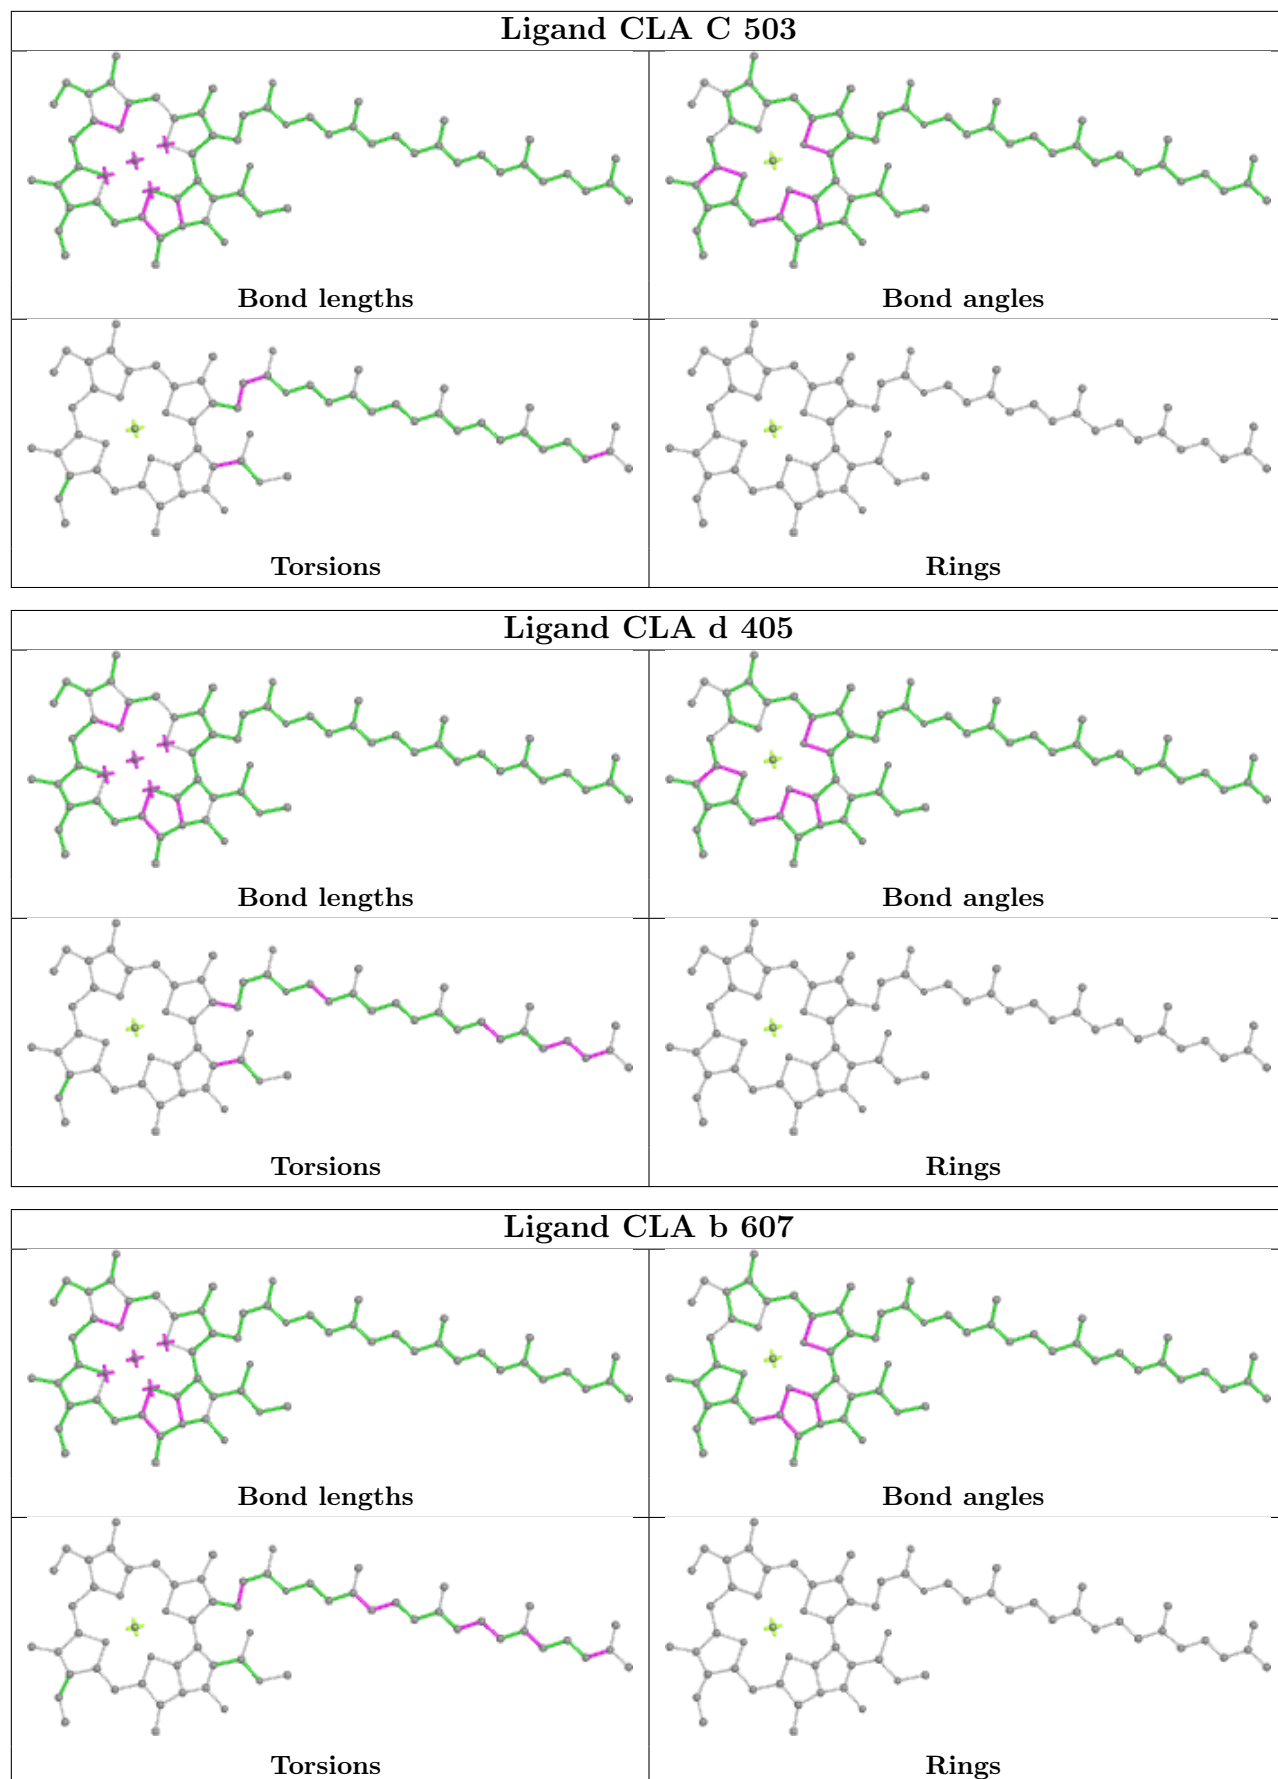 Ligand CLA C 503
Bond lengths
Bond angles
Torsions
Rings
Ligand CLA d 405
Bond lengths
Bond angles
Torsions
Rings
Ligand CLA b 607
Bond lengths
Bond angles
Torsions
Rings